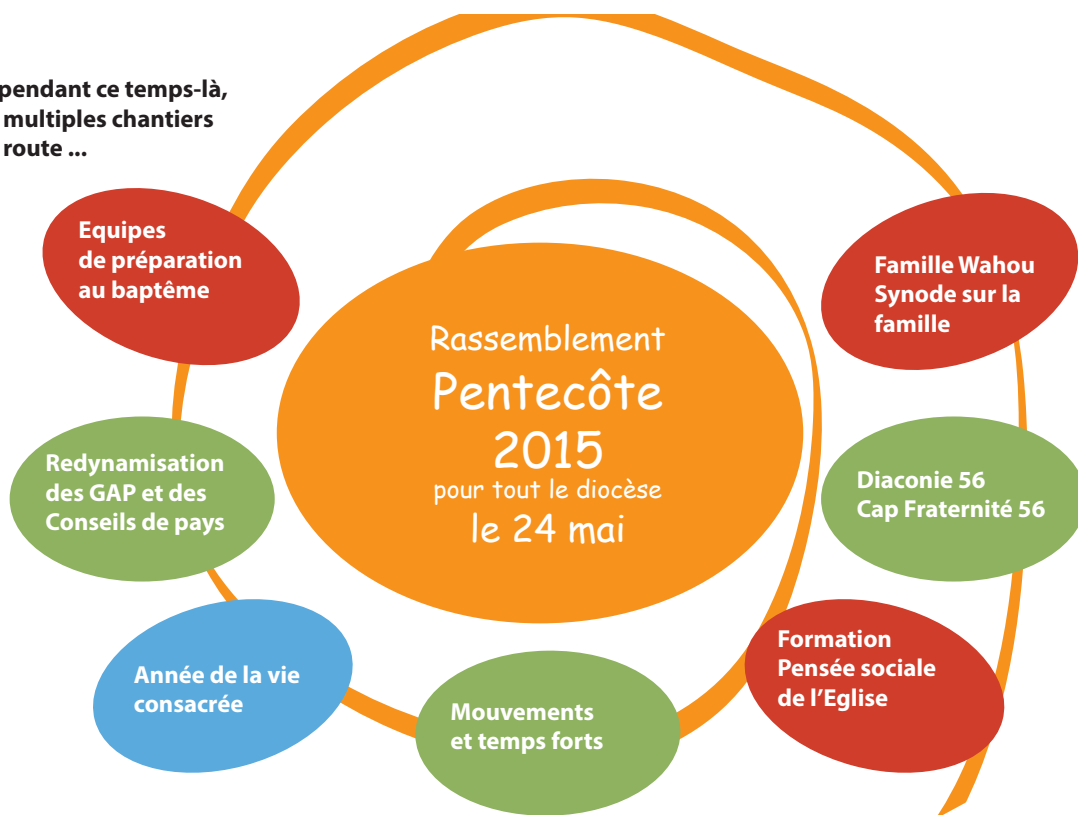 pendant ce temps-là,
multiples chantiers
route ...
Equipes
de préparation
au baptême
Famille Wahou
Synode sur la
famille
Rassemblement
Pentecôte
2015
pour tout le diocèse
le 24 mai
Redynamisation
des GAP et des
Conseils de pays
Diaconie 56
Cap Fraternité 56
Année de la vie
consacrée
Mouvements
et temps forts
Formation
Pensée sociale
de l'Eglise